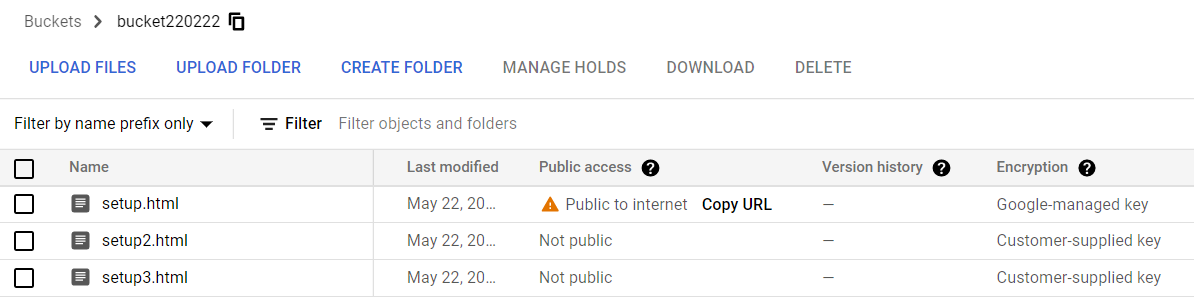 Buckets > bucket220222
UPLOAD FILES UPLOAD FOLDER CREATE FOLDER MANAGE HOLDS DOWNLOAD DELETE
Filter by name prefix only Filter Filter objects and folders
Name Last modified Public access ? Version history ? Encryption ?
setup.html May 22, 20... Public to internet Copy URL — Google-managed key
setup2.html May 22, 20... Not public — Customer-supplied key
setup3.html May 22, 20... Not public — Customer-supplied key